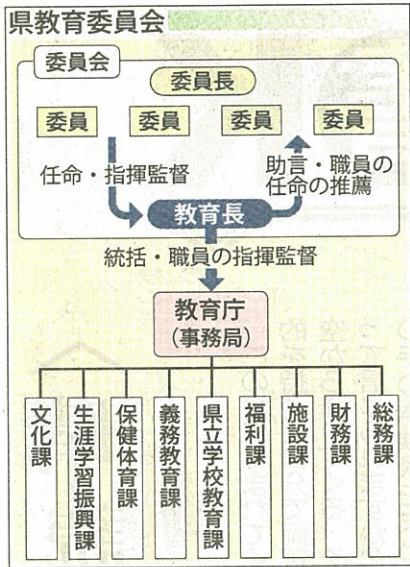 県教育委員会
委員会
委員長
委員
委員
委員
委員
任命・指揮監督
助言・職員の
任命の推薦
教育長
統括・職員の指揮監督
教育庁
(事務局)
文化課
生涯学習振興課
保健体育課
義務教育課
県立学校教育課
福利課
施設課
財務課
総務課